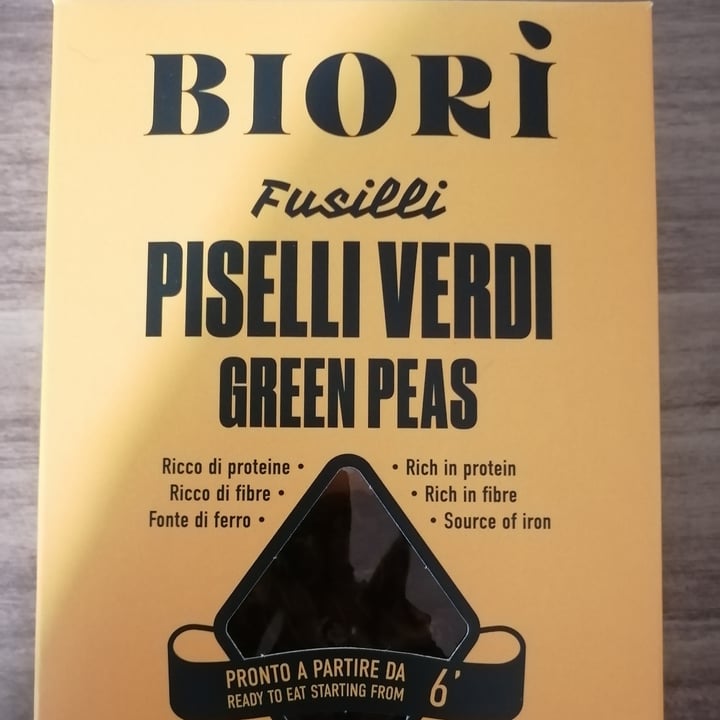 BIORÌ
Fusilli
PISELLI VERDI
GREEN PEAS
Ricco di proteine •
Ricco di fibre •
Fonte di ferro •
• Rich in protein
• Rich in fibre
• Source of iron
PRONTO A PARTIRE DA
READY TO EAT STARTING FROM
6'